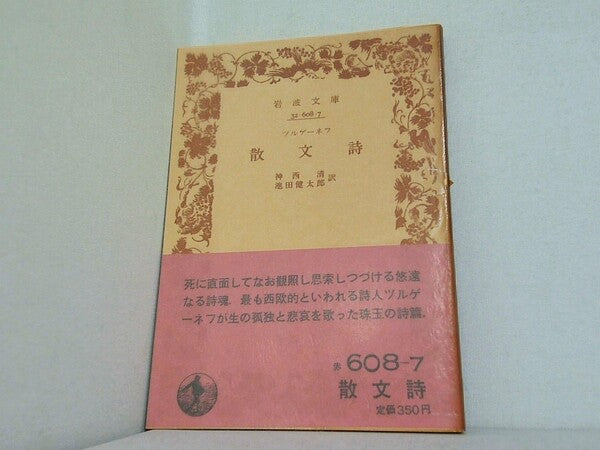 岩波文庫
32-608-7
ツルゲーネフ
散文詩
神西清
池田健太郎 訳
死に直面してなお観照し思索しつづける悠遠
なる詩魂。最も西欧的といわれる詩人ツルゲ
ーネフが生の孤独と悲哀を歌った珠玉の詩篇。
赤 608-7
散文詩
定価350円